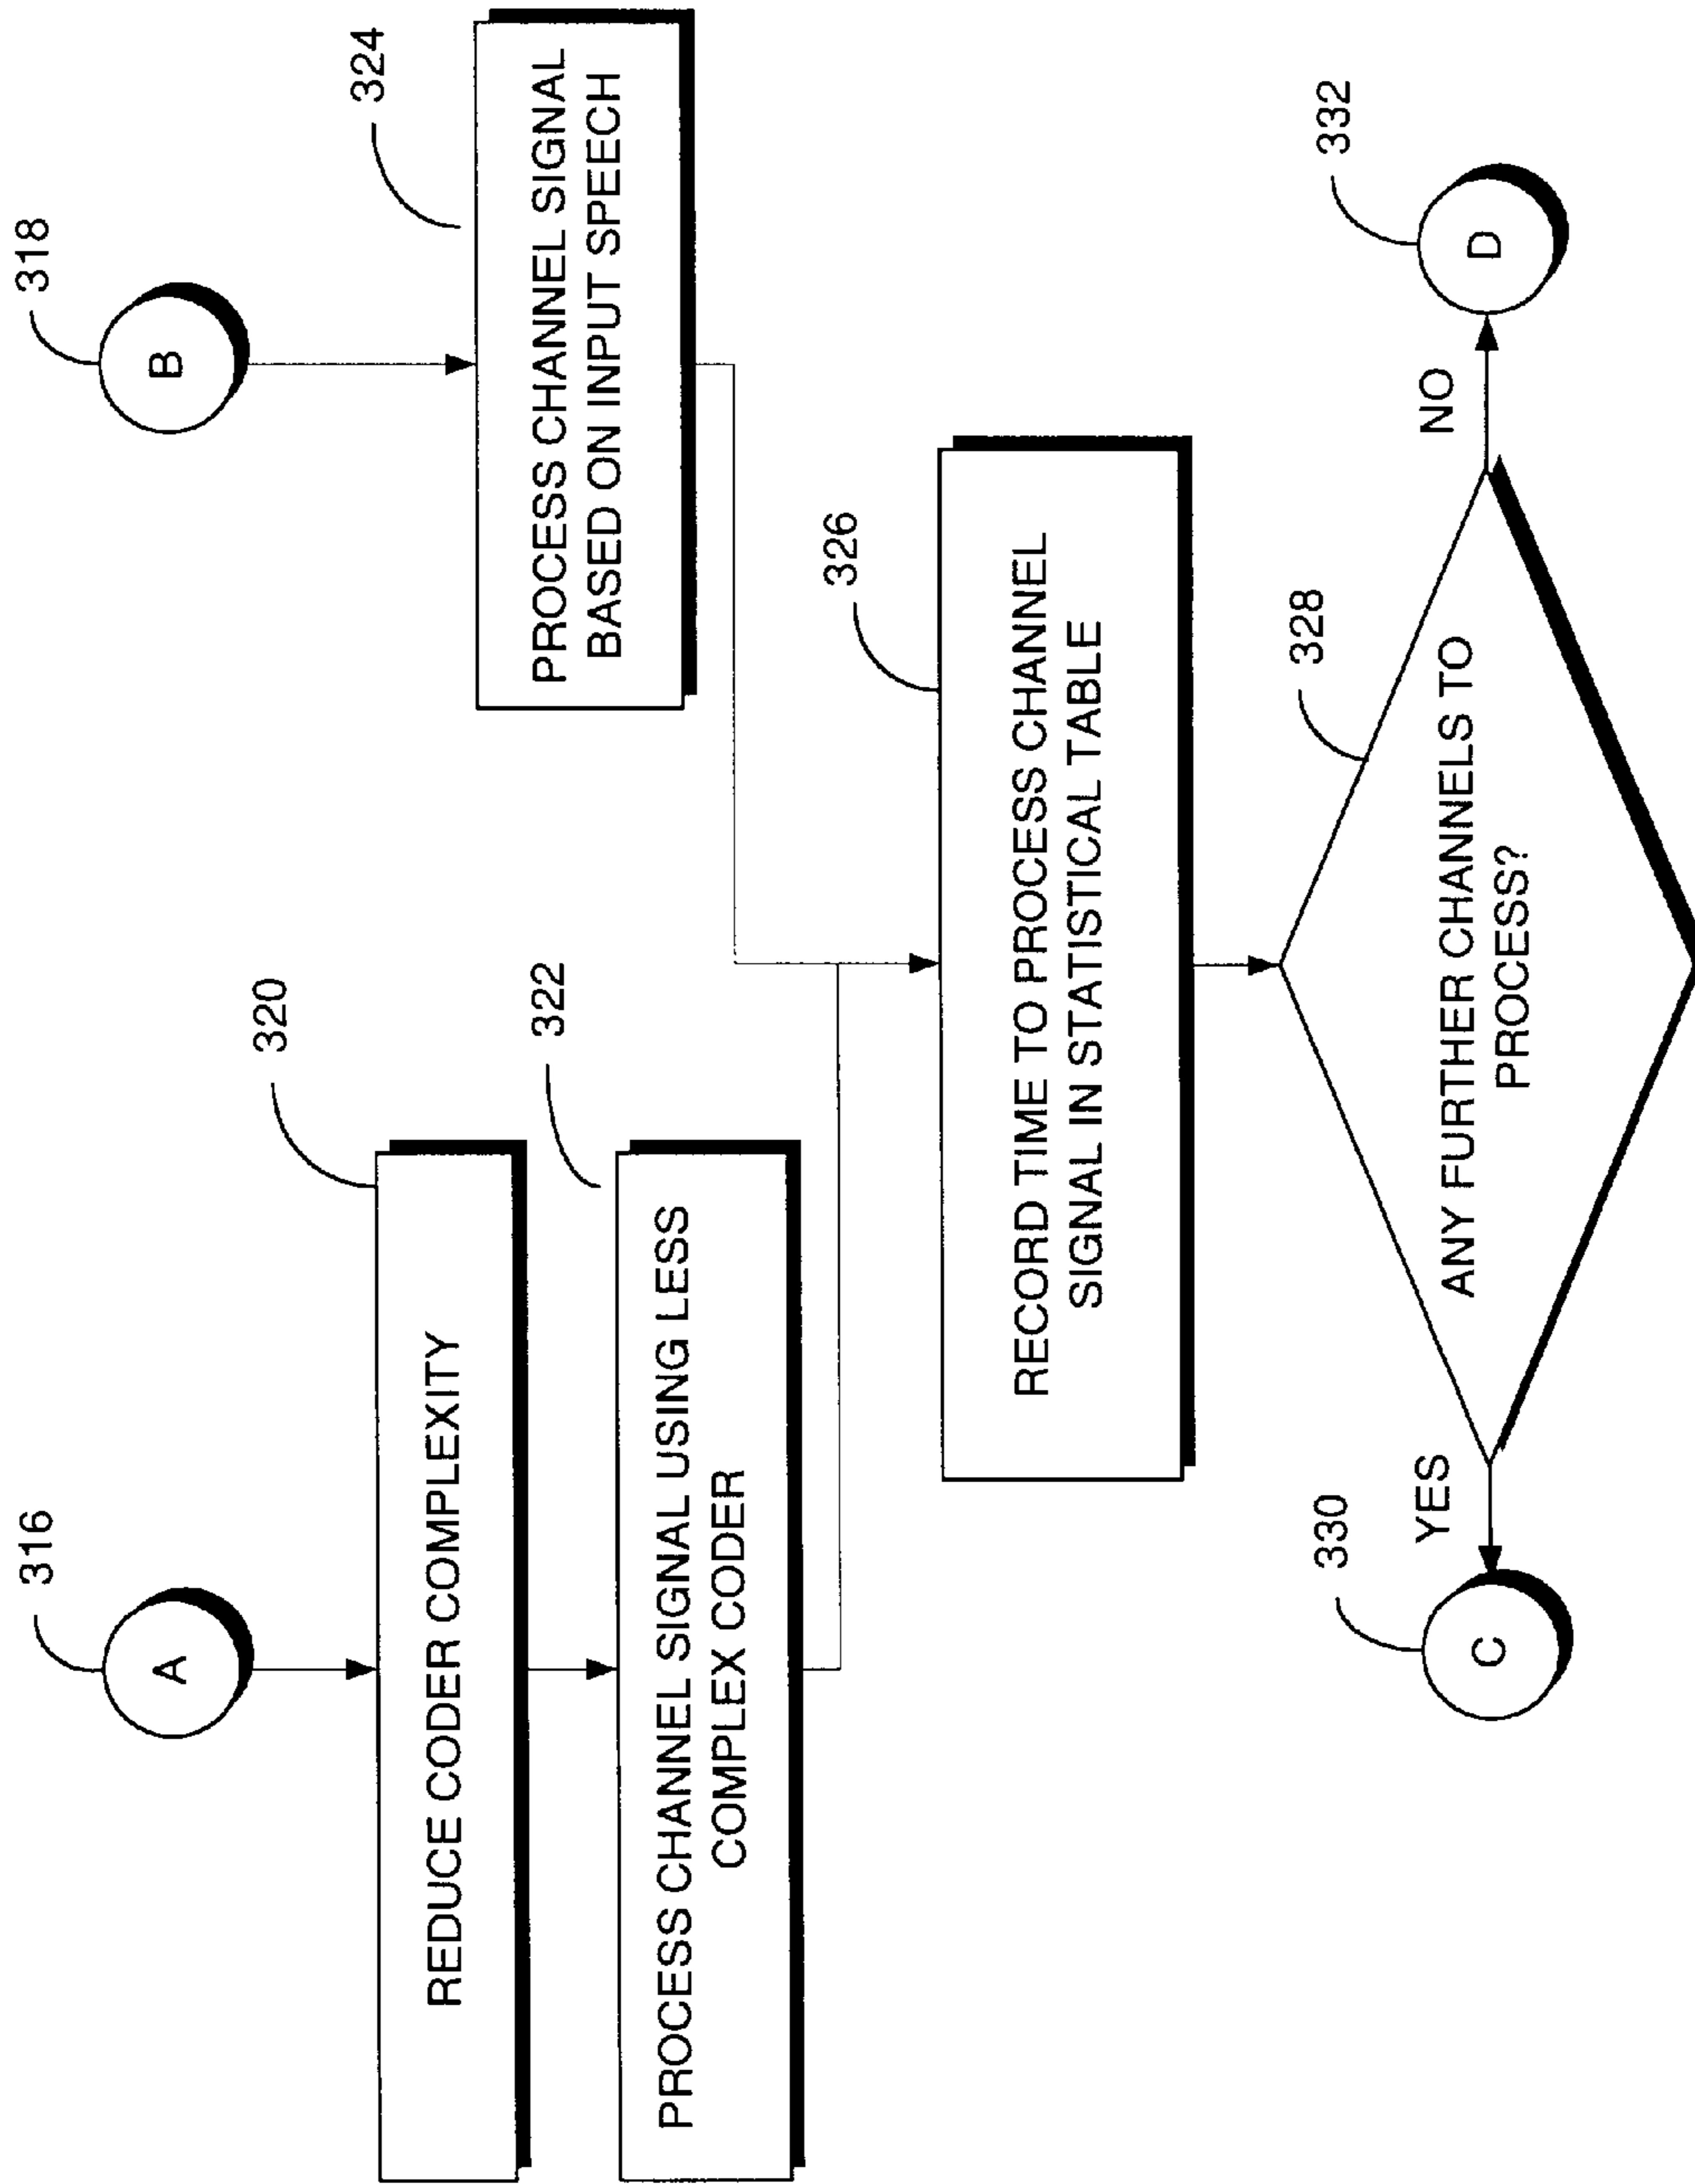 316
A
318
B
320
REDUCE CODER COMPLEXITY
322
PROCESS CHANNEL SIGNAL USING LESS
COMPLEX CODER
324
PROCESS CHANNEL SIGNAL
BASED ON INPUT SPEECH
326
RECORD TIME TO PROCESS CHANNEL
SIGNAL IN STATISTICAL TABLE
328
ANY FURTHER CHANNELS TO
PROCESS?
YES
330
C
NO
332
D